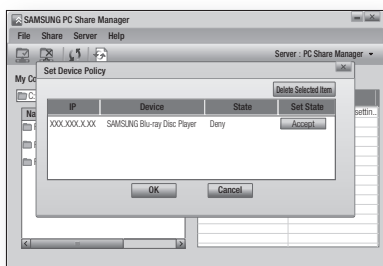 SAMSUNG PC Share Manager
File Share Server Help
Server : PC Share Manager
Set Device Policy
My Co
Delete Selected Item
C:
IP Device State Set State
Na
settin..
XXX.XXX.X.XX SAMSUNG Blu-ray Disc Player Deny Accept
OK Cancel